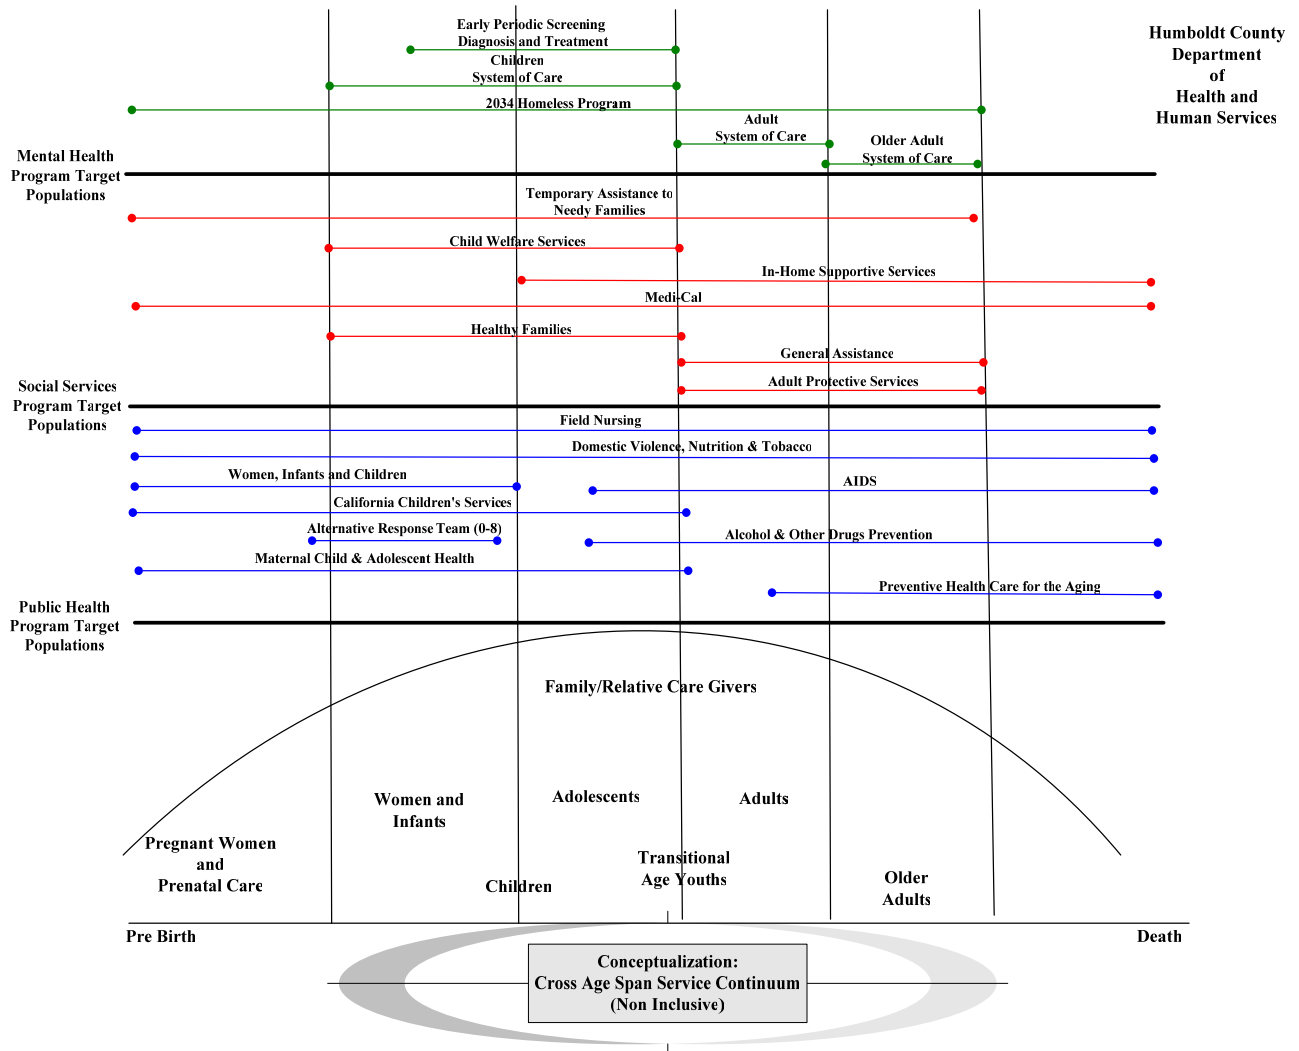 Early Periodic Screening
Diagnosis and Treatment
Children
System of Care
2034 Homeless Program
Adult
System of Care
Older Adult
System of Care
Humboldt County
Department
of
Health and
Human Services
Mental Health
Program Target
Populations
Temporary Assistance to
Needy Families
Child Welfare Services
In-Home Supportive Services
Medi-Cal
Healthy Families
General Assistance
Adult Protective Services
Social Services
Program Target
Populations
Field Nursing
Domestic Violence, Nutrition & Tobacco
Women, Infants and Children
AIDS
California Children's Services
Alternative Response Team (0-8)
Alcohol & Other Drugs Prevention
Maternal Child & Adolescent Health
Preventive Health Care for the Aging
Public Health
Program Target
Populations
Family/Relative Care Givers
Women and
Infants
Adolescents
Adults
Pregnant Women
and
Prenatal Care
Children
Transitional
Age Youths
Older
Adults
Pre Birth
Death
Conceptualization:
Cross Age Span Service Continuum
(Non Inclusive)